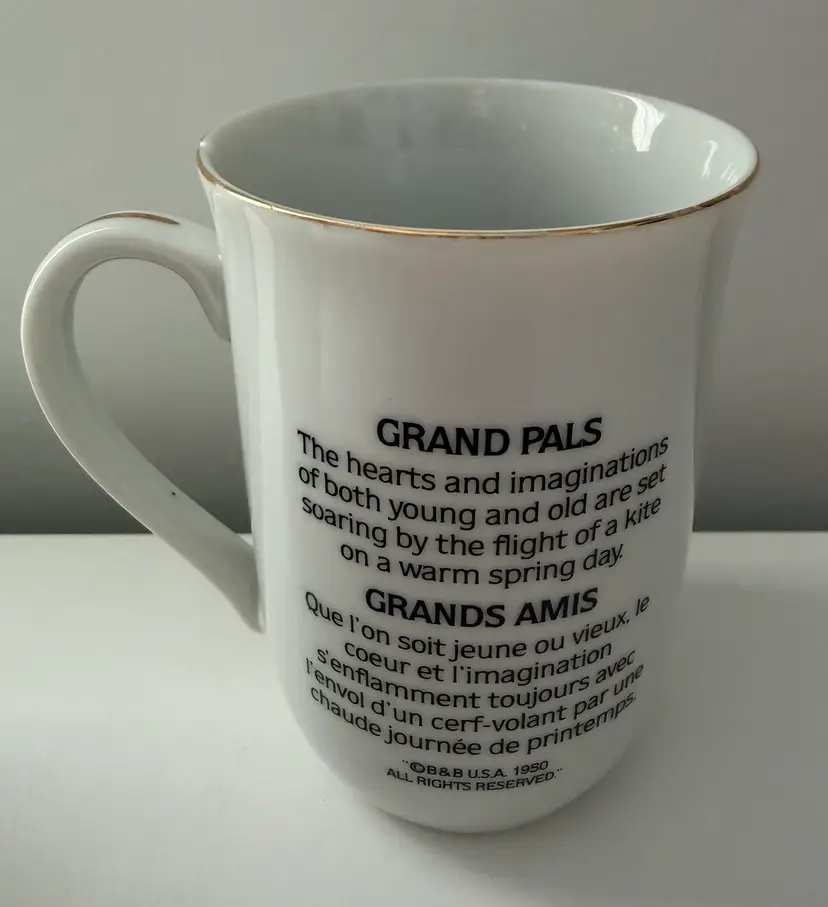 GRAND PALS
The hearts and imaginations
of both young and old are set
soaring by the flight of a kite
on a warm spring day.
GRANDS AMIS
Que l'on soit jeune ou vieux, le
coeur et l'imagination
s'enflamment toujours avec
l'envol d'un cerf-volant par une
chaude journée de printemps.
"©B&B U.S.A. 1950
ALL RIGHTS RESERVED."